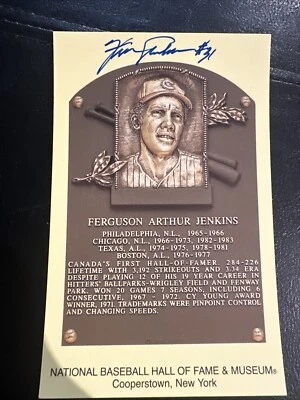 Fergie Jenkins #31
C
FERGUSON ARTHUR JENKINS
PHILADELPHIA, N.L., 1965-1966
CHICAGO, N.L., 1966-1973, 1982-1983
TEXAS, A.L., 1974-1975, 1978-1981
BOSTON, A.L., 1976-1977
CANADA'S FIRST HALL-OF-FAMER. 284-226
LIFETIME WITH 3,192 STRIKEOUTS AND 3.34 ERA
DESPITE PLAYING 12 OF HIS 19 YEAR CAREER IN
HITTERS' BALLPARKS-WRIGLEY FIELD AND FENWAY
PARK. WON 20 GAMES 7 SEASONS, INCLUDING 6
CONSECUTIVE, 1967 - 1972. CY YOUNG AWARD
WINNER, 1971. TRADEMARKS WERE PINPOINT CONTROL
AND CHANGING SPEEDS.
NATIONAL BASEBALL HALL OF FAME & MUSEUM®
Cooperstown, New York